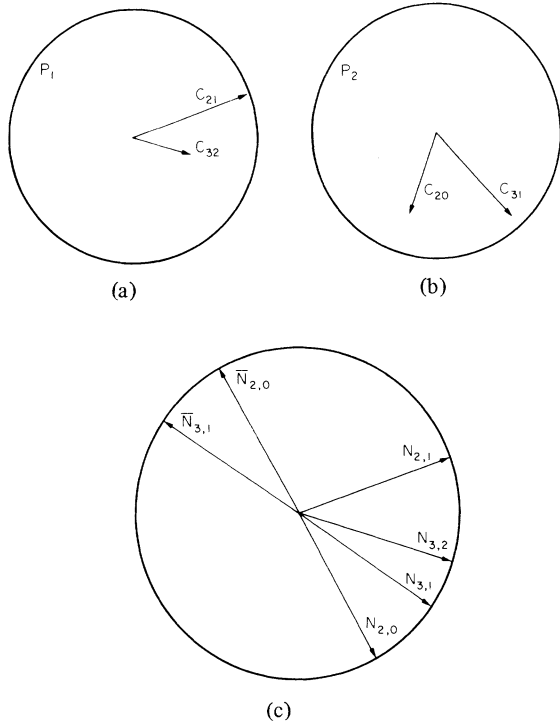 P₁
C₂₁
C₃₂
(a)
P₂
C₂₀
C₃₁
(b)
N̅₂,₀
N̅₃,₁
N₂,₁
N₃,₂
N₃,₁
N₂,₀
(c)